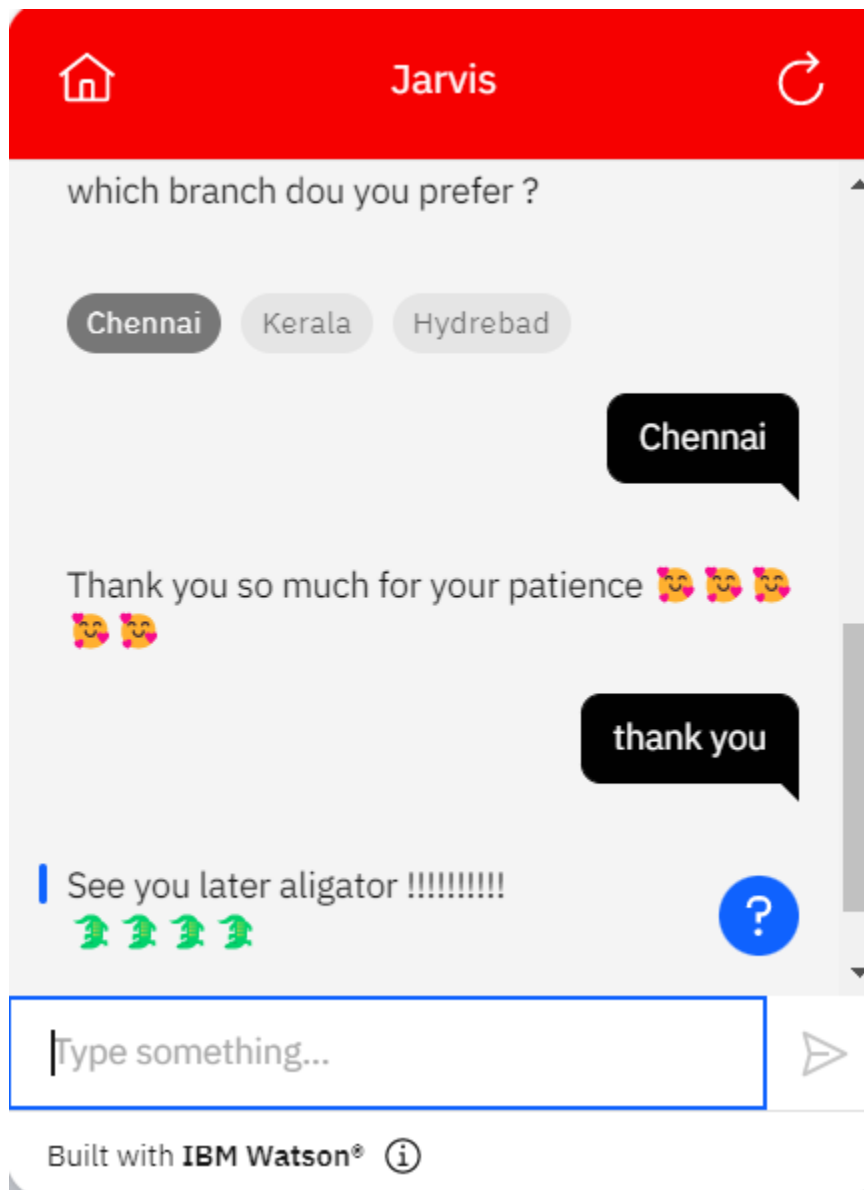 Jarvis
which branch dou you prefer ?
Chennai Kerala Hydrebad
Chennai
Thank you so much for your patience 🥰 🥰 🥰
🥰 🥰
thank you
See you later aligator !!!!!!!!!!
🐊 🐊 🐊 🐊
?
Type something...
Built with IBM Watson®